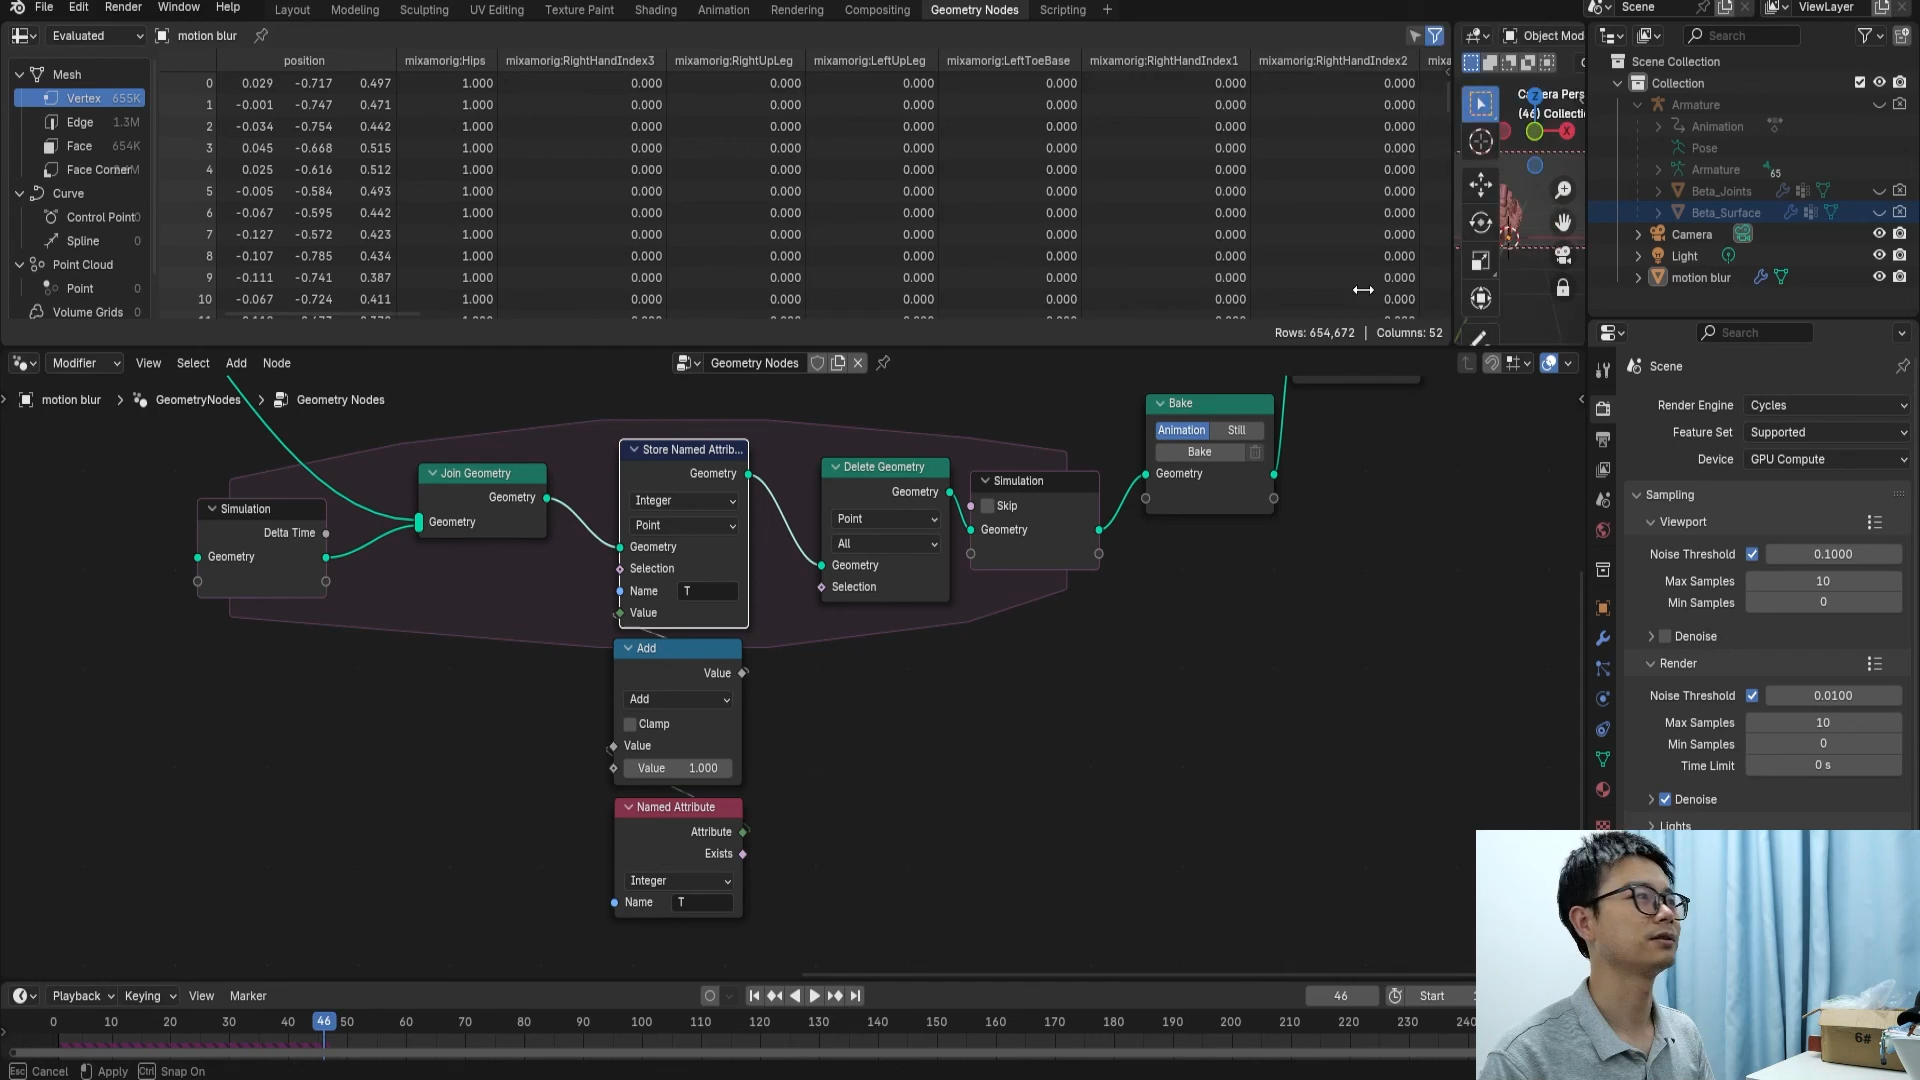 File Edit Render Window Help
Layout Modeling Sculpting UV Editing Texture Paint Shading Animation Rendering Compositing Geometry Nodes Scripting +
Scene ViewLayer
Evaluated motion blur
Object Mod
Search
Mesh
Vertex 655K
Edge 1.3M
Face 654K
Face Corner
Curve
Control Point 0
Spline 0
Point Cloud
Point 0
Volume Grids 0
position mixamorig:Hips mixamorig:RightHandIndex3 mixamorig:RightUpLeg mixamorig:LeftUpLeg mixamorig:LeftToeBase mixamorig:RightHandIndex1 mixamorig:RightHandIndex2 mixa
0 0.029 -0.717 0.497 1.000 0.000 0.000 0.000 0.000 0.000 0.000
1 -0.001 -0.747 0.471 1.000 0.000 0.000 0.000 0.000 0.000 0.000
2 -0.034 -0.754 0.442 1.000 0.000 0.000 0.000 0.000 0.000 0.000
3 0.045 -0.668 0.515 1.000 0.000 0.000 0.000 0.000 0.000 0.000
4 0.025 -0.616 0.512 1.000 0.000 0.000 0.000 0.000 0.000 0.000
5 -0.005 -0.584 0.493 1.000 0.000 0.000 0.000 0.000 0.000 0.000
6 -0.067 -0.595 0.442 1.000 0.000 0.000 0.000 0.000 0.000 0.000
7 -0.127 -0.572 0.423 1.000 0.000 0.000 0.000 0.000 0.000 0.000
8 -0.107 -0.785 0.434 1.000 0.000 0.000 0.000 0.000 0.000 0.000
9 -0.111 -0.741 0.387 1.000 0.000 0.000 0.000 0.000 0.000 0.000
10 -0.067 -0.724 0.411 1.000 0.000 0.000 0.000 0.000 0.000 0.000
Rows: 654,672 | Columns: 52
Camera Pers
(46) Collecti
Z
X
Scene Collection
Collection
Armature
Animation
Pose
Armature 65
Beta_Joints
Beta_Surface
Camera
Light
motion blur
Modifier View Select Add Node
Geometry Nodes
motion blur > GeometryNodes > Geometry Nodes
Simulation
Delta Time
Geometry
Join Geometry
Geometry
Geometry
Store Named Attrib...
Geometry
Integer
Point
Geometry
Selection
Name T
Value
Delete Geometry
Geometry
Point
All
Geometry
Selection
Simulation
Skip
Geometry
Bake
Animation Still
Bake
Geometry
Add
Value
Add
Clamp
Value
Value 1.000
Named Attribute
Attribute
Exists
Integer
Name T
Search
Scene
Render Engine Cycles
Feature Set Supported
Device GPU Compute
Sampling
Viewport
Noise Threshold 0.1000
Max Samples 10
Min Samples 0
Denoise
Render
Noise Threshold 0.0100
Max Samples 10
Min Samples 0
Time Limit 0 s
Denoise
Lights
6#
Playback Keying View Marker
46 Start 1
0 10 20 30 40 46 50 60 70 80 90 100 110 120 130 140 150 160 170 180 190 200 210 220 230 240
Esc Cancel Apply Ctrl Snap On